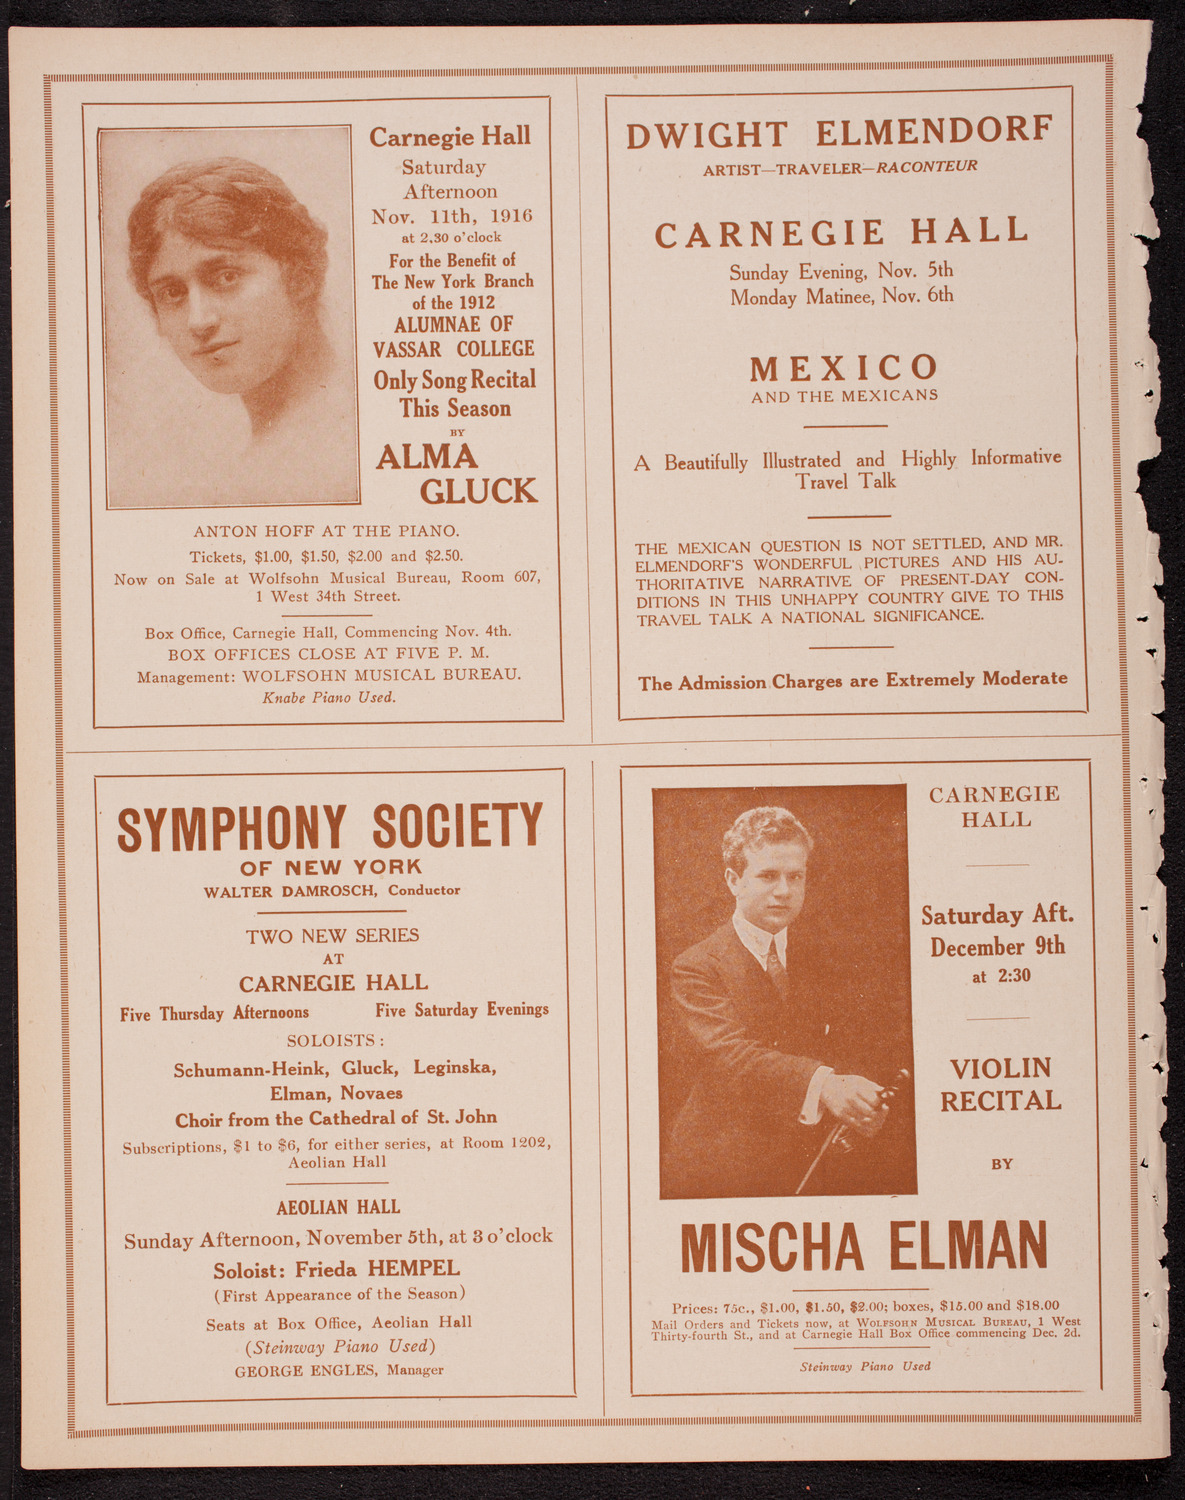 Carnegie Hall
Saturday
Afternoon
Nov. 11th, 1916
at 2.30 o'clock
For the Benefit of
The New York Branch
of the 1912
ALUMNAE OF
VASSAR COLLEGE
Only Song Recital
This Season
BY
ALMA
GLUCK
ANTON HOFF AT THE PIANO.
Tickets, $1.00, $1.50, $2.00 and $2.50.
Now on Sale at Wolfsohn Musical Bureau, Room 607,
1 West 34th Street.
Box Office, Carnegie Hall, Commencing Nov. 4th.
BOX OFFICES CLOSE AT FIVE P. M.
Management: WOLFSOHN MUSICAL BUREAU.
Knabe Piano Used.
DWIGHT ELMENDORF
ARTIST—TRAVELER—RACONTEUR
CARNEGIE HALL
Sunday Evening, Nov. 5th
Monday Matinee, Nov. 6th
MEXICO
AND THE MEXICANS
A Beautifully Illustrated and Highly Informative
Travel Talk
THE MEXICAN QUESTION IS NOT SETTLED, AND MR.
ELMENDORF'S WONDERFUL PICTURES AND HIS AU-
THORITATIVE NARRATIVE OF PRESENT-DAY CON-
DITIONS IN THIS UNHAPPY COUNTRY GIVE TO THIS
TRAVEL TALK A NATIONAL SIGNIFICANCE.
The Admission Charges are Extremely Moderate
SYMPHONY SOCIETY
OF NEW YORK
WALTER DAMROSCH, Conductor
TWO NEW SERIES
AT
CARNEGIE HALL
Five Thursday Afternoons Five Saturday Evenings
SOLOISTS:
Schumann-Heink, Gluck, Leginska,
Elman, Novaes
Choir from the Cathedral of St. John
Subscriptions, $1 to $6, for either series, at Room 1202,
Aeolian Hall
AEOLIAN HALL
Sunday Afternoon, November 5th, at 3 o'clock
Soloist: Frieda HEMPEL
(First Appearance of the Season)
Seats at Box Office, Aeolian Hall
(Steinway Piano Used)
GEORGE ENGLES, Manager
CARNEGIE
HALL
Saturday Aft.
December 9th
at 2:30
VIOLIN
RECITAL
BY
MISCHA ELMAN
Prices: 75c., $1.00, $1.50, $2.00; boxes, $15.00 and $18.00
Mail Orders and Tickets now, at WOLFSOHN MUSICAL BUREAU, 1 West
Thirty-fourth St., and at Carnegie Hall Box Office commencing Dec. 2d.
Steinway Piano Used